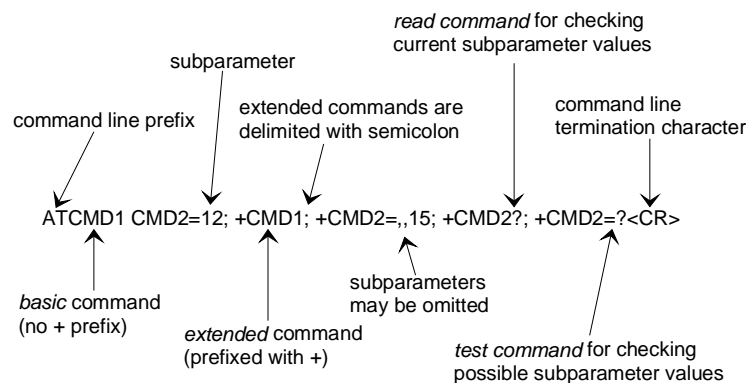 read command for checking
current subparameter values
subparameter
extended commands are
delimited with semicolon
command line
termination character
command line prefix
ATCMD1 CMD2=12; +CMD1; +CMD2=,,15; +CMD2?; +CMD2=?<CR>
basic command
(no + prefix)
extended command
(prefixed with +)
subparameters
may be omitted
test command for checking
possible subparameter values